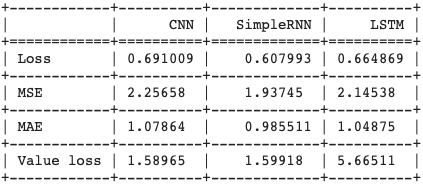 +------------+----------+-------------+----------+
|            |      CNN |   SimpleRNN |     LSTM |
+============+==========+=============+==========+
| Loss       | 0.691009 |    0.607993 | 0.664869 |
+------------+----------+-------------+----------+
| MSE        | 2.25658  |    1.93745  | 2.14538  |
+------------+----------+-------------+----------+
| MAE        | 1.07864  |    0.985511 | 1.04875  |
+------------+----------+-------------+----------+
| Value loss | 1.58965  |    1.59918  | 5.66511  |
+------------+----------+-------------+----------+